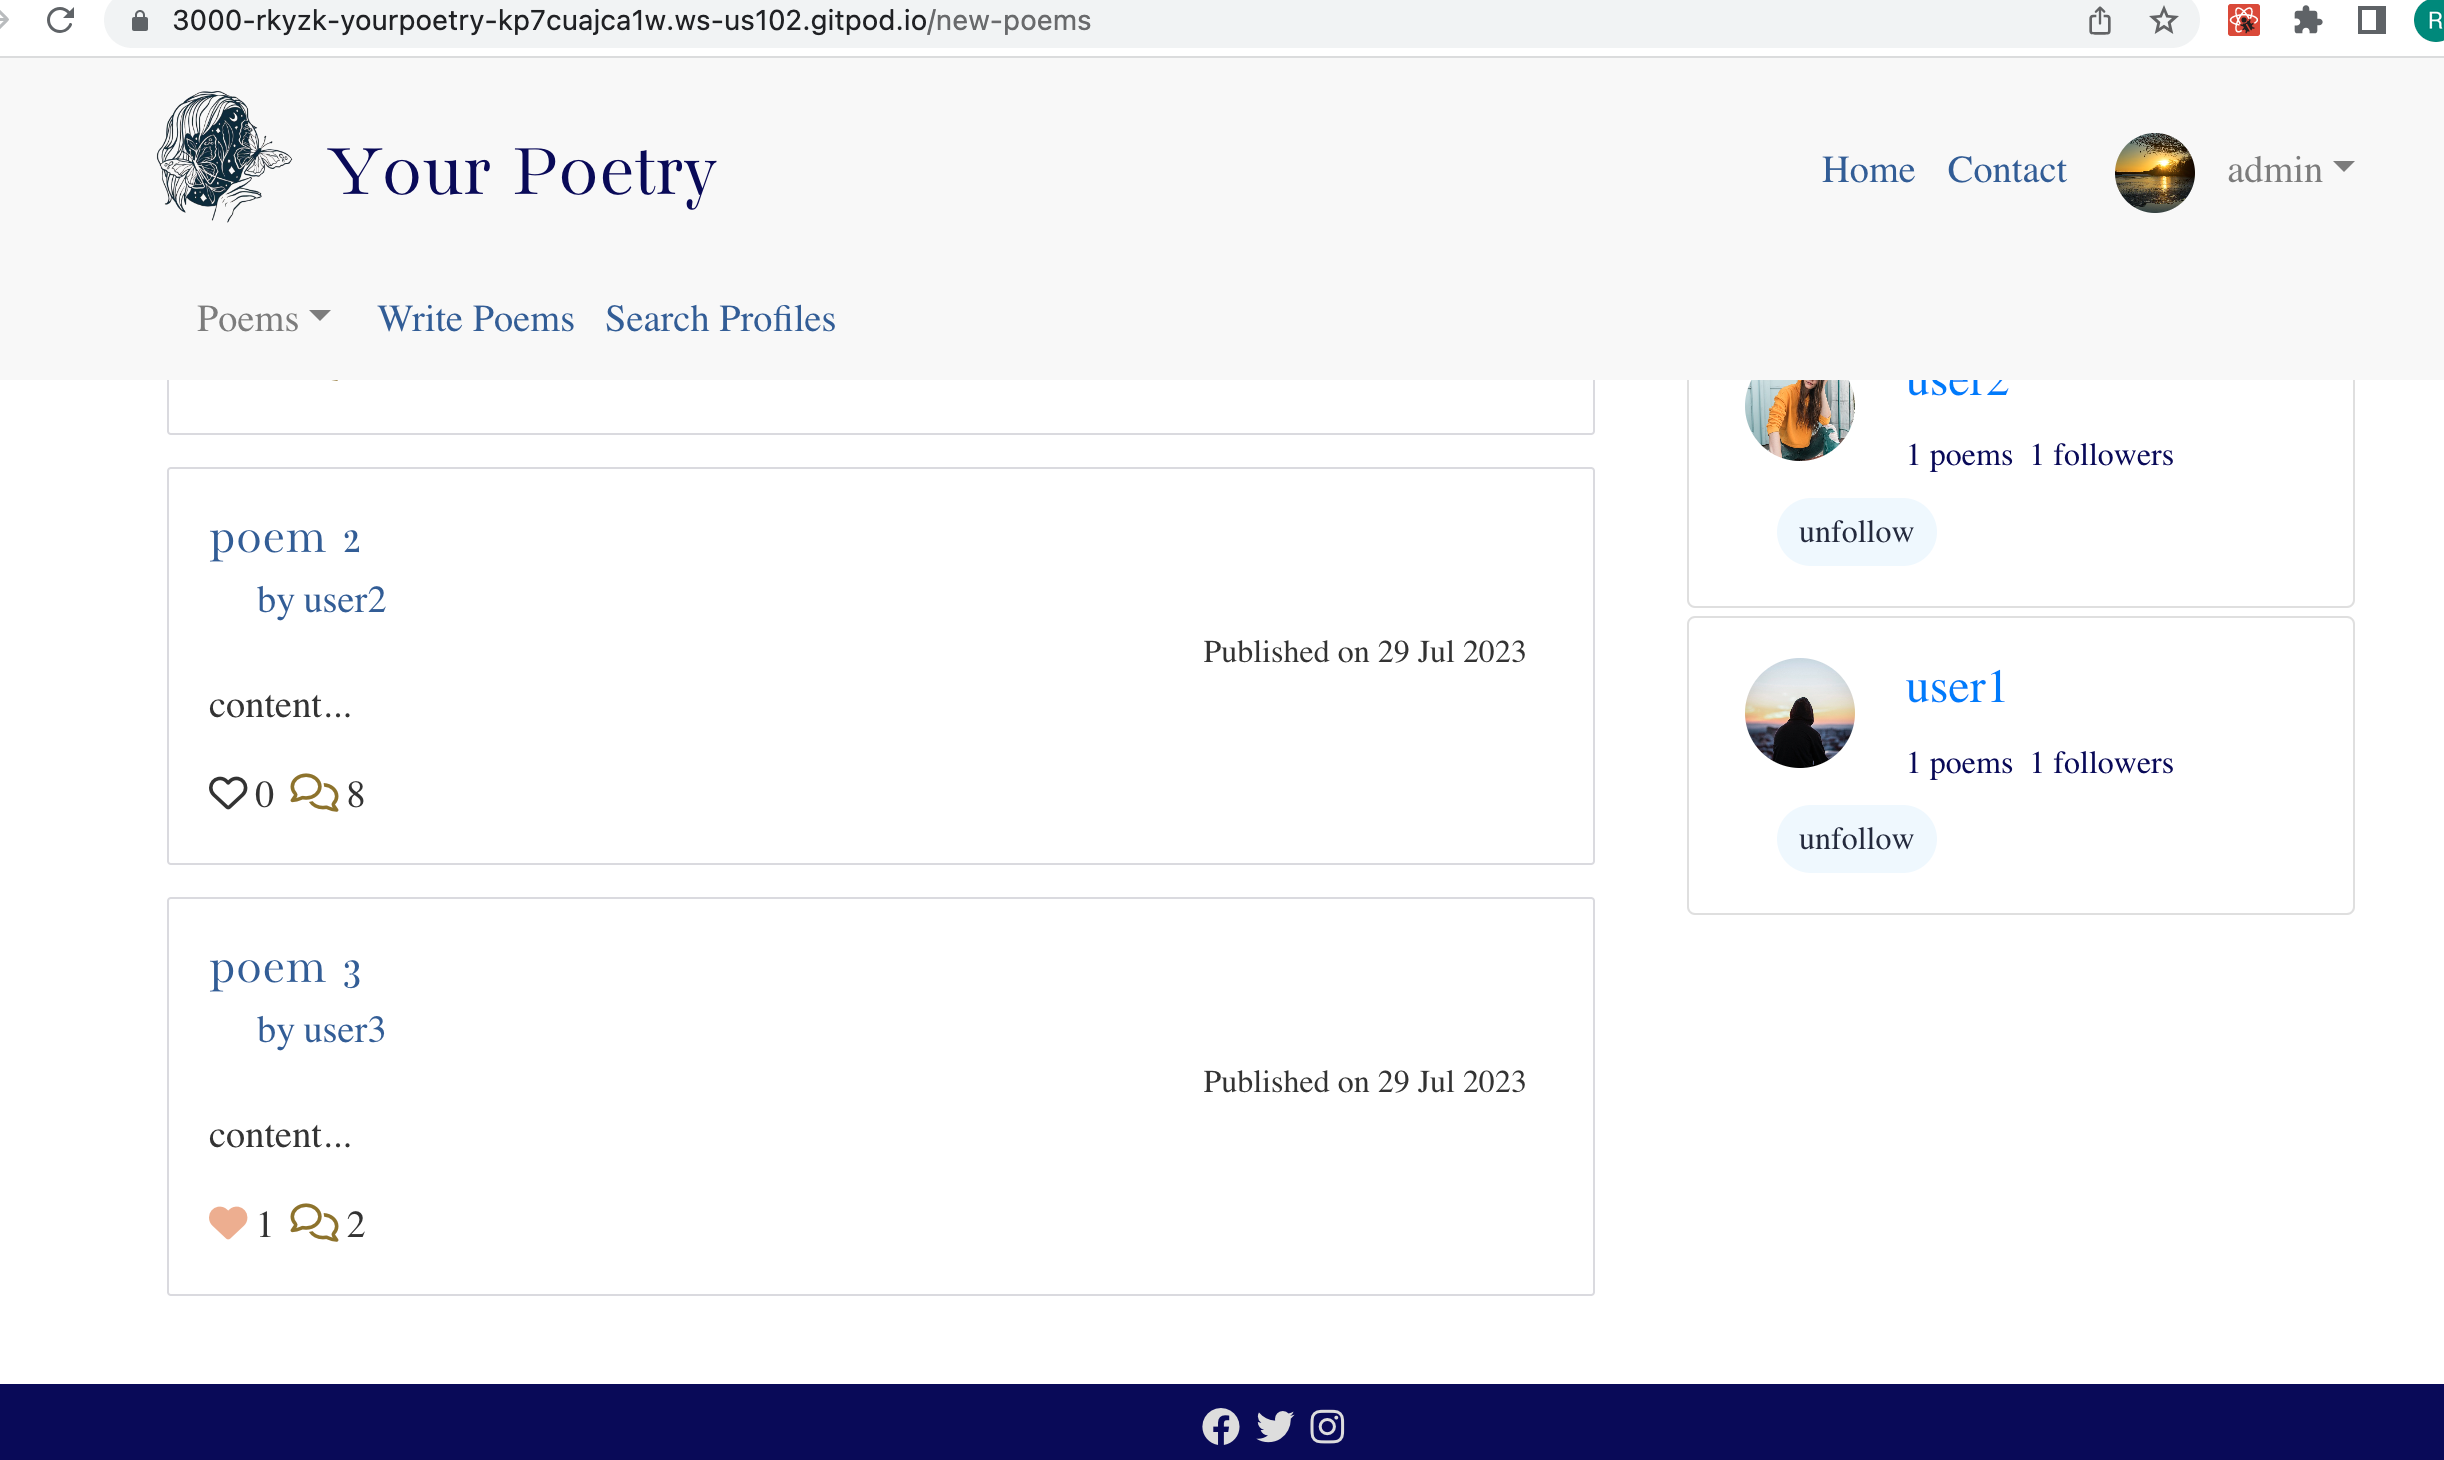 3000-rkyzk-yourpoetry-kp7cuajca1w.ws-us102.gitpod.io/new-poems
R
Your Poetry
Home Contact admin
Poems Write Poems Search Profiles
user2
1 poems 1 followers
unfollow
poem 2
by user2
Published on 29 Jul 2023
content...
0 8
user1
1 poems 1 followers
unfollow
poem 3
by user3
Published on 29 Jul 2023
content...
1 2